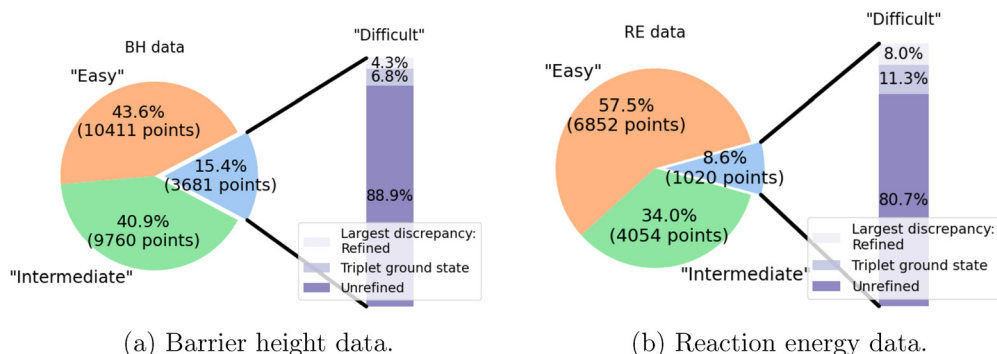 BH data
"Easy"
43.6%
(10411 points)
15.4%
(3681 points)
40.9%
(9760 points)
"Intermediate"
"Difficult"
4.3%
6.8%
88.9%
Largest discrepancy:
Refined
Triplet ground state
Unrefined
(a) Barrier height data.
RE data
"Easy"
57.5%
(6852 points)
8.6%
(1020 points)
34.0%
(4054 points)
"Intermediate"
"Difficult"
8.0%
11.3%
80.7%
Largest discrepancy:
Refined
Triplet ground state
Unrefined
(b) Reaction energy data.